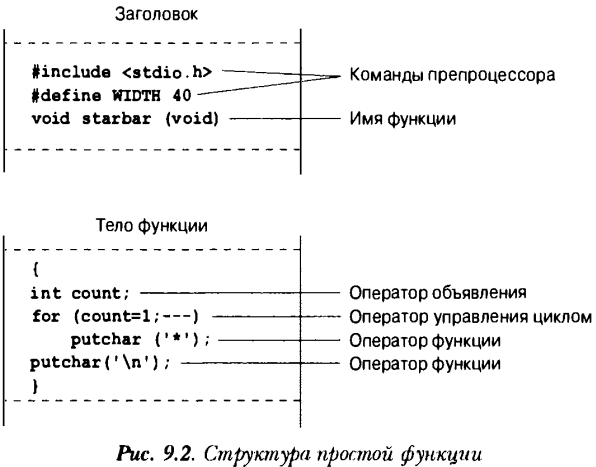 Заголовок
#include <stdio.h> Команды препроцессора
#define WIDTH 40
void starbar (void) Имя функции
Тело функции
{
int count; Оператор объявления
for (count=1;---) Оператор управления циклом
putchar ('*'); Оператор функции
putchar('\n'); Оператор функции
}
Рис. 9.2. Структура простой функции